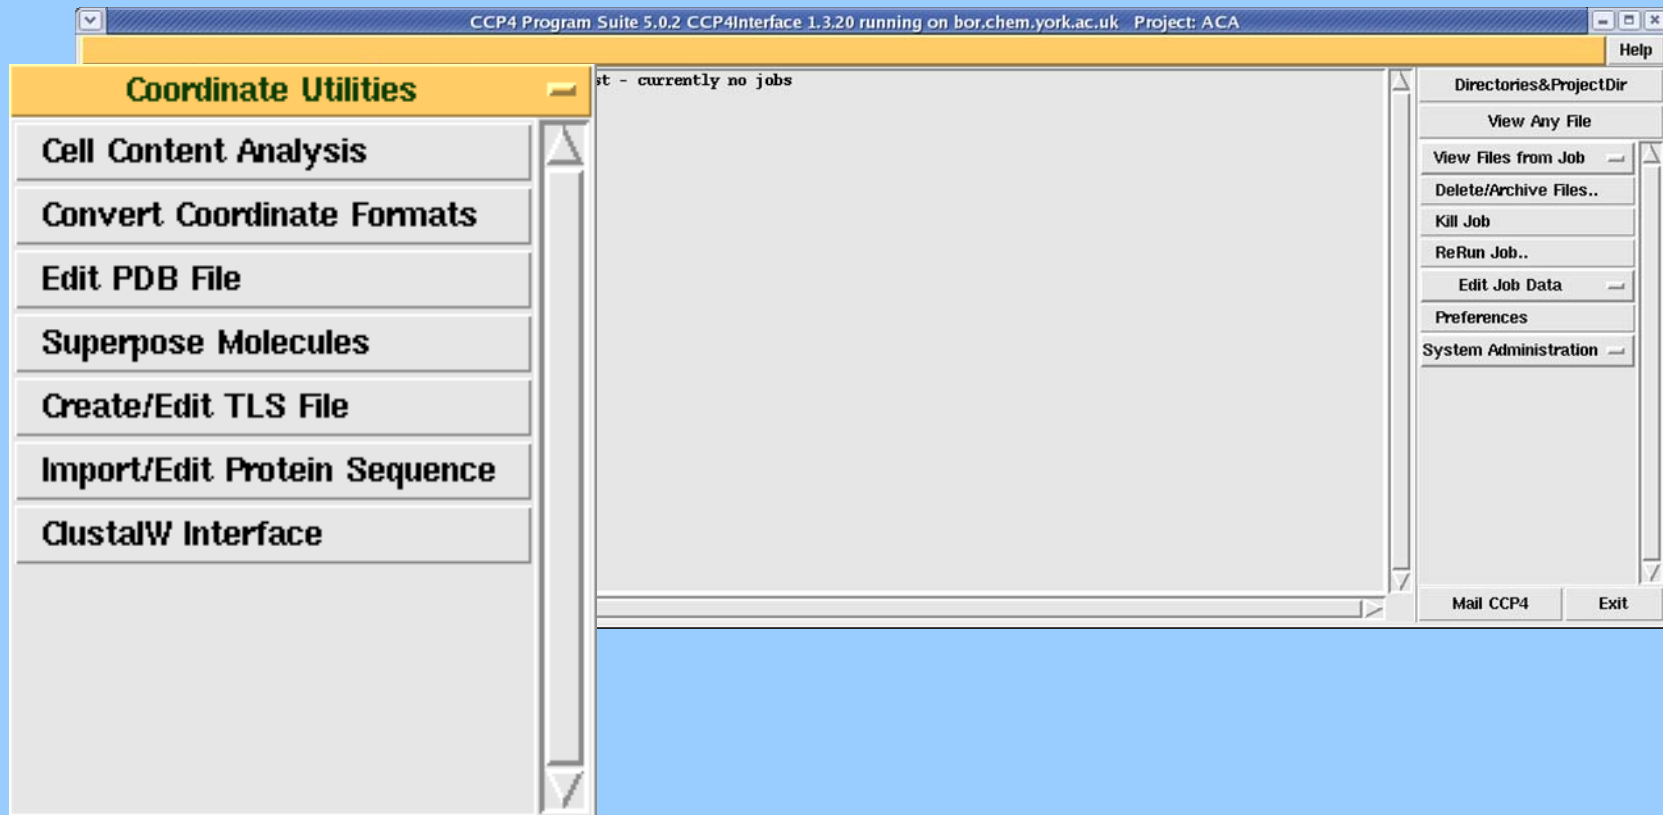 CCP4 Program Suite 5.0.2 CCP4Interface 1.3.20 running on bor.chem.york.ac.uk Project: ACA
Help
Coordinate Utilities
Cell Content Analysis
Convert Coordinate Formats
Edit PDB File
Superpose Molecules
Create/Edit TLS File
Import/Edit Protein Sequence
ClustalW Interface
- currently no jobs
Directories&ProjectDir
View Any File
View Files from Job
Delete/Archive Files..
Kill Job
ReRun Job..
Edit Job Data
Preferences
System Administration
Mail CCP4
Exit